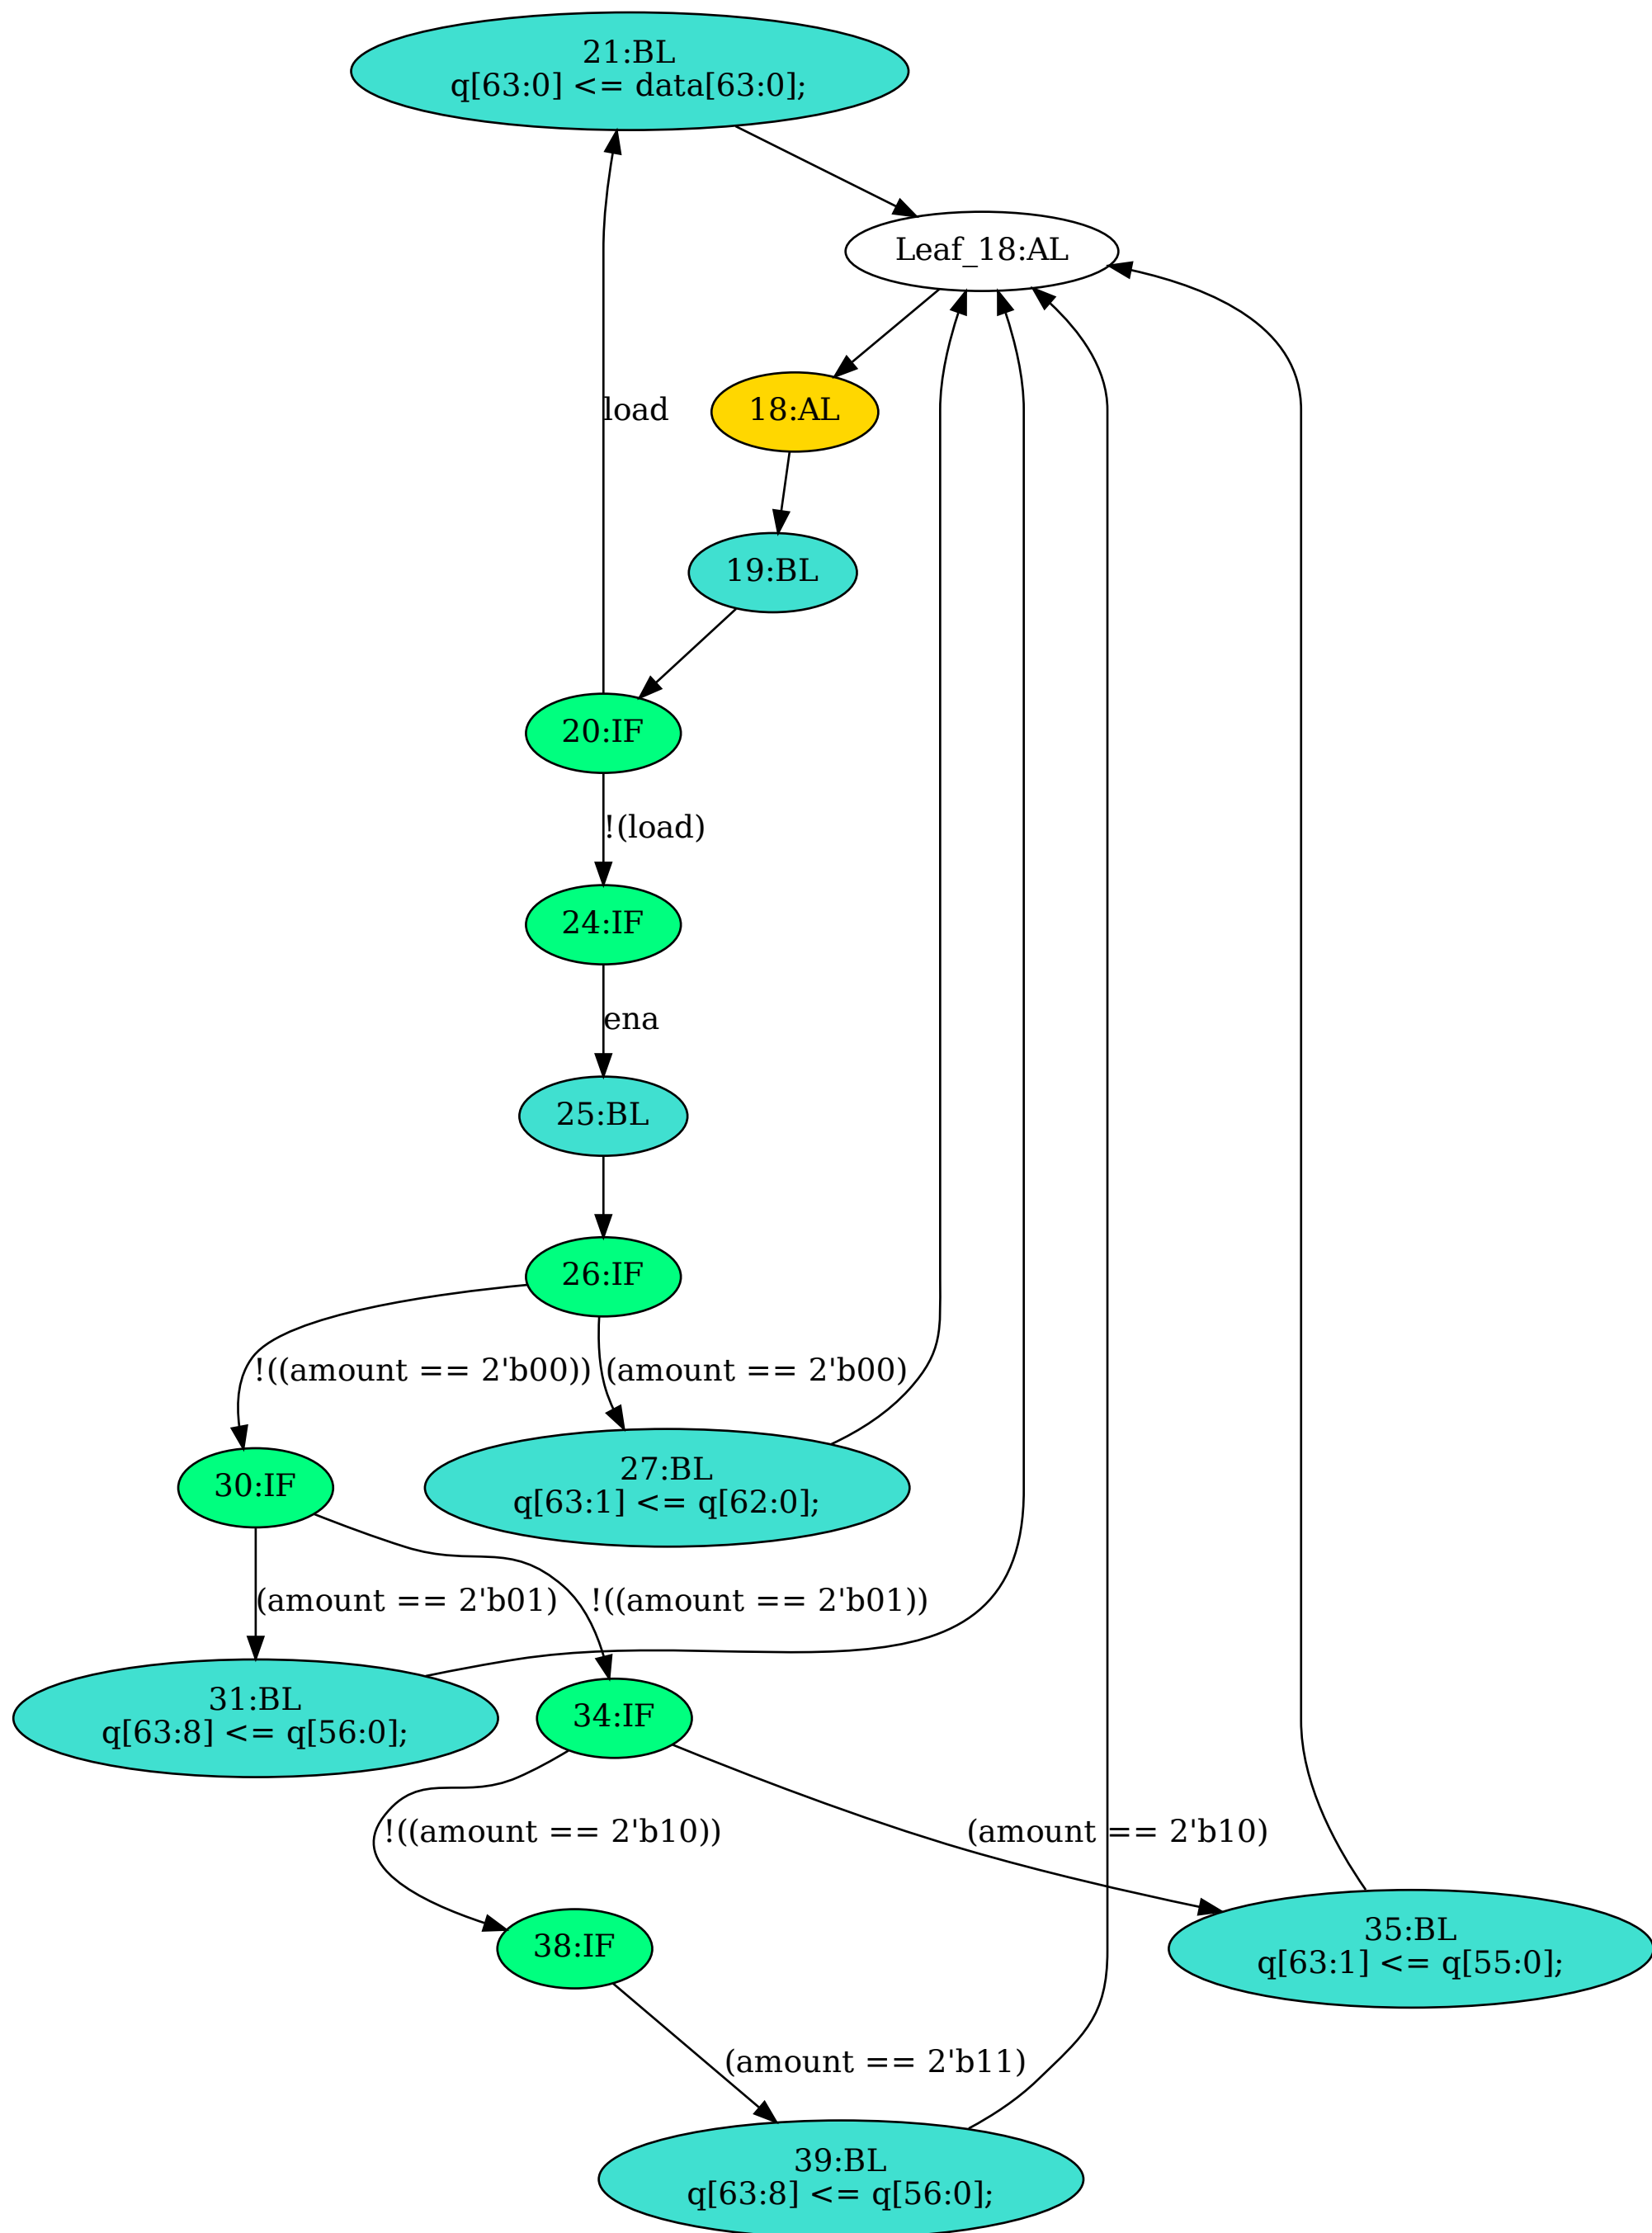 21:BL
q[63:0] <= data[63:0];
Leaf_18:AL
load
18:AL
19:BL
20:IF
!(load)
24:IF
ena
25:BL
26:IF
!((amount == 2'b00))
(amount == 2'b00)
30:IF
27:BL
q[63:1] <= q[62:0];
(amount == 2'b01)
!((amount == 2'b01))
31:BL
q[63:8] <= q[56:0];
34:IF
!((amount == 2'b10))
(amount == 2'b10)
38:IF
35:BL
q[63:1] <= q[55:0];
(amount == 2'b11)
39:BL
q[63:8] <= q[56:0];